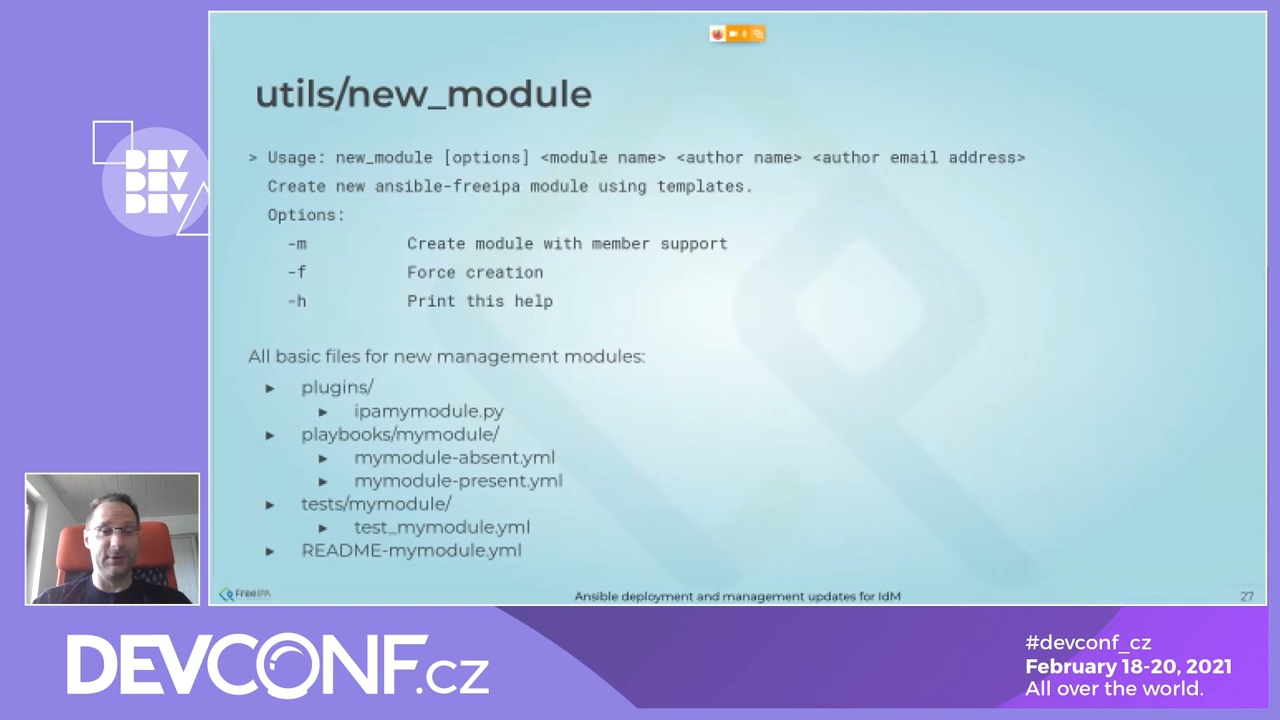 utils/new_module
> Usage: new_module [options] <module name> <author name> <author email address>
Create new ansible-freeipa module using templates.
Options:
-m Create module with member support
-f Force creation
-h Print this help
All basic files for new management modules:
► plugins/
► ipamymodule.py
► playbooks/mymodule/
► mymodule-absent.yml
► mymodule-present.yml
► tests/mymodule/
► test_mymodule.yml
► README-mymodule.yml
FreeIPA
Ansible deployment and management updates for IdM
27
DEV
DEV
DEV
DEVCONF.cz
#devconf_cz
February 18-20, 2021
All over the world.